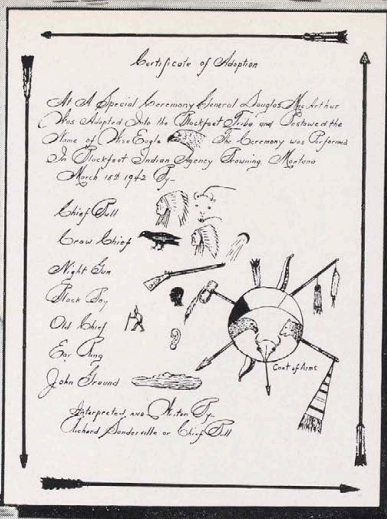 Certificate of Adoption
At A Special Ceremony General Douglas MacArthur
Was Adopted Into the Blackfeet Tribe and Bestowed the
Name of Wise Eagle The Ceremony was Performed
In Blackfeet Indian Agency Browning Montana
March 18th 1942 By-
Chief Bull
Crow Chief
Night Gun
Black Boy
Old Chief
Ear Ring
John Ground
Coat of Arms
Interpreted and By-
Richard Sanderville or Chief Bull